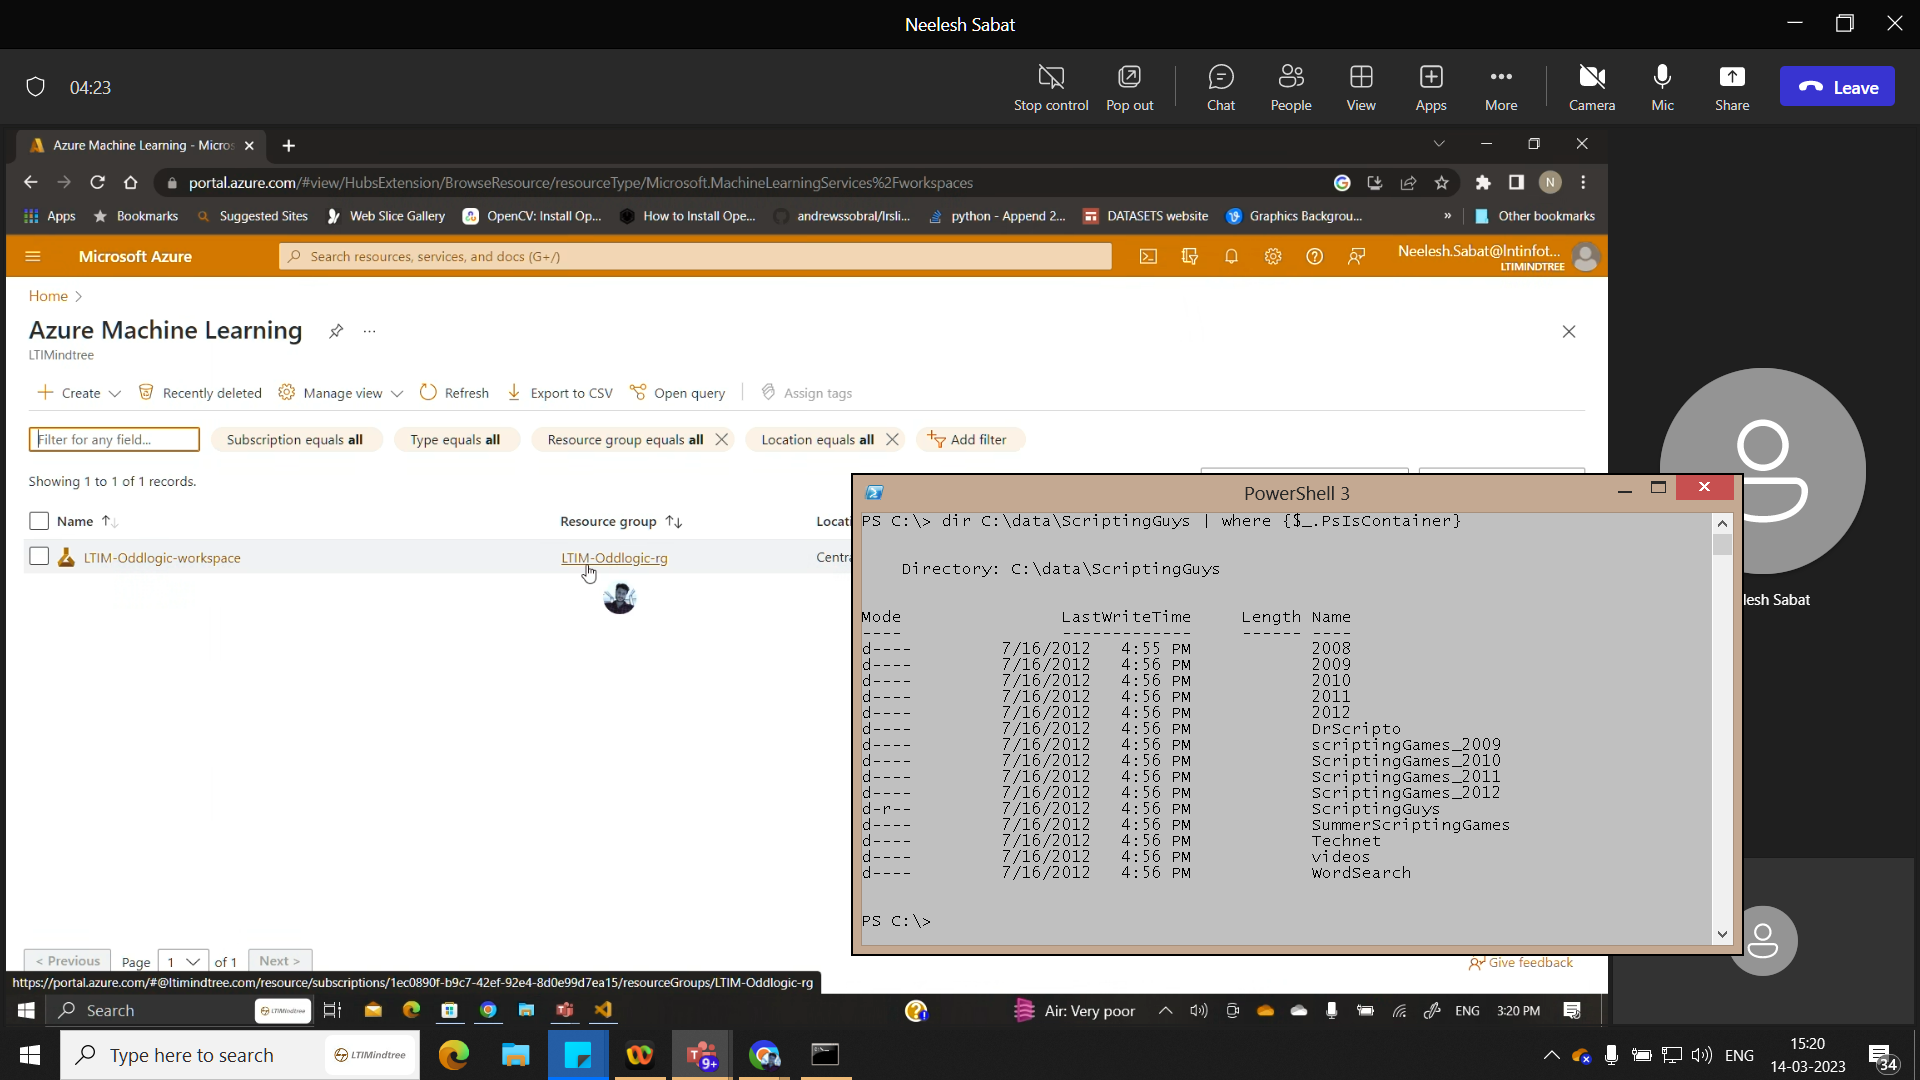 Neelesh Sabat
04:23
Stop control
Pop out
Chat
People
View
Apps
More
Camera
Mic
Share
Leave
Azure Machine Learning - Micros
portal.azure.com/#view/HubsExtension/BrowseResource/resourceType/Microsoft.MachineLearningServices%2Fworkspaces
N
Apps
Bookmarks
Suggested Sites
Web Slice Gallery
OpenCV: Install Op...
How to Install Ope...
andrewssobral/lrsli...
python - Append 2...
DATASETS website
Graphics Backgrou...
»
Other bookmarks
Microsoft Azure
Search resources, services, and docs (G+/)
Neelesh.Sabat@lntinfot...
LTIMINDTREE
Home >
Azure Machine Learning
...
LTIMindtree
Create
Recently deleted
Manage view
Refresh
Export to CSV
Open query
Assign tags
Filter for any field...
Subscription equals all
Type equals all
Resource group equals all
Location equals all
Add filter
Showing 1 to 1 of 1 records.
Name ↑↓
Resource group ↑↓
Locati
LTIM-Oddlogic-workspace
LTIM-Oddlogic-rg
Centra
PowerShell 3
PS C:\> dir C:\data\ScriptingGuys | where {$_.PsIsContainer}
Directory: C:\data\ScriptingGuys
Mode LastWriteTime Length Name
---- ------------- ------ ----
d---- 7/16/2012 4:55 PM 2008
d---- 7/16/2012 4:56 PM 2009
d---- 7/16/2012 4:56 PM 2010
d---- 7/16/2012 4:56 PM 2011
d---- 7/16/2012 4:56 PM 2012
d---- 7/16/2012 4:56 PM DrScripto
d---- 7/16/2012 4:56 PM scriptingGames_2009
d---- 7/16/2012 4:56 PM ScriptingGames_2010
d---- 7/16/2012 4:56 PM ScriptingGames_2011
d---- 7/16/2012 4:56 PM ScriptingGames_2012
d-r-- 7/16/2012 4:56 PM ScriptingGuys
d---- 7/16/2012 4:56 PM SummerScriptingGames
d---- 7/16/2012 4:56 PM Technet
d---- 7/16/2012 4:56 PM videos
d---- 7/16/2012 4:56 PM WordSearch
PS C:\>
lesh Sabat
< Previous
Page 1 of 1
Next >
Give feedback
https://portal.azure.com/#@ltimindtree.com/resource/subscriptions/1ec0890f-b9c7-42ef-92e4-8d0e99d7ea15/resourceGroups/LTIM-Oddlogic-rg
Search
LTIMindtree
Air: Very poor
ENG
3:20 PM
Type here to search
LTIMindtree
9+
ENG
15:20
14-03-2023
34